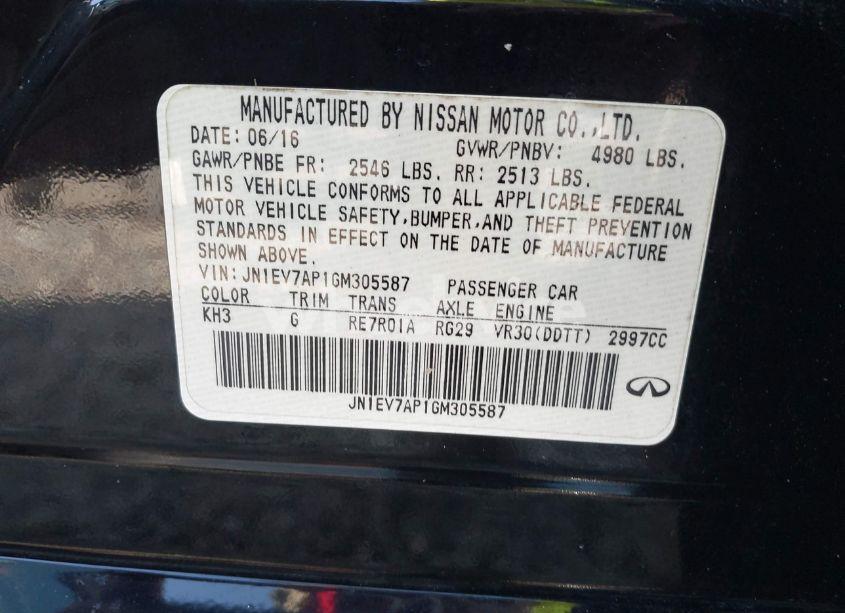 MANUFACTURED BY NISSAN MOTOR CO.,LTD.
DATE: 06/16 GVWR/PNBV: 4980 LBS.
GAWR/PNBE FR: 2546 LBS. RR: 2513 LBS.
THIS VEHICLE CONFORMS TO ALL APPLICABLE FEDERAL
MOTOR VEHICLE SAFETY,BUMPER,AND THEFT PREVENTION
STANDARDS IN EFFECT ON THE DATE OF MANUFACTURE
SHOWN ABOVE.
VIN:JN1EV7AP1GM305587 PASSENGER CAR
COLOR TRIM TRANS AXLE ENGINE
KH3 G RE7R01A RG29 VR30(DDTT) 2997CC
JN1EV7AP1GM305587